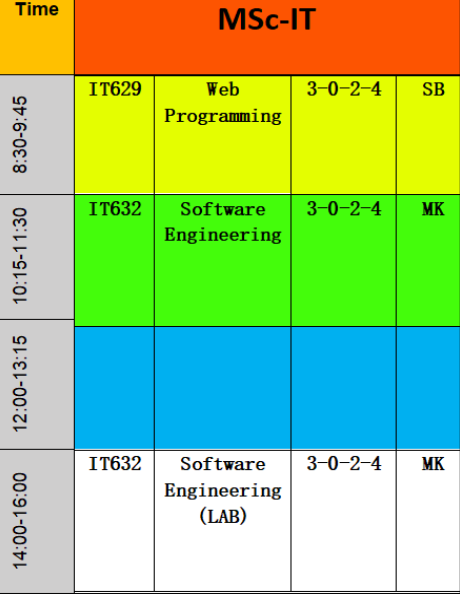 Time MSc-IT
8:30-9:45 IT629 Web 3-0-2-4 SB
Programming
10:15-11:30 IT632 Software 3-0-2-4 MK
Engineering
12:00-13:15
14:00-16:00 IT632 Software 3-0-2-4 MK
Engineering
(LAB)